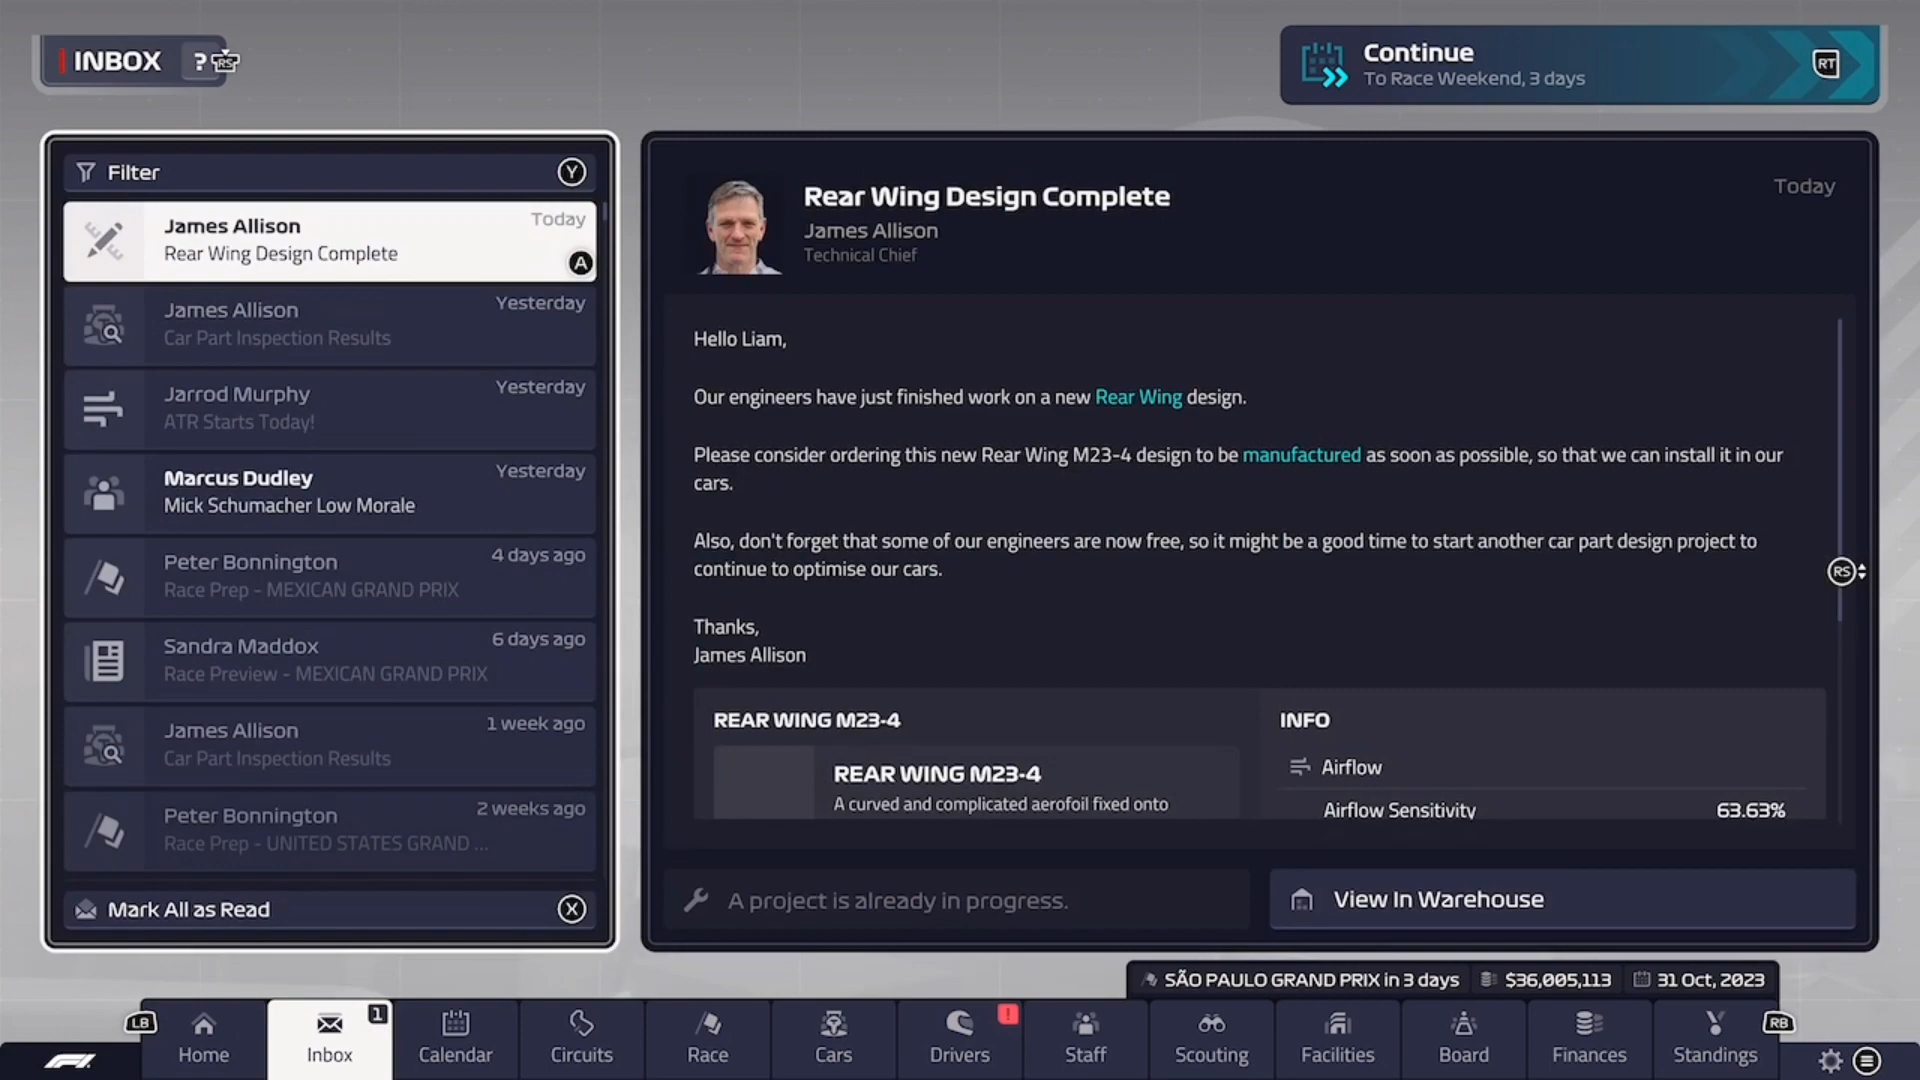 INBOX
?
RS
Continue
To Race Weekend, 3 days
RT
Filter
Y
James Allison
Today
Rear Wing Design Complete
A
James Allison
Yesterday
Car Part Inspection Results
Jarrod Murphy
Yesterday
ATR Starts Today!
Marcus Dudley
Yesterday
Mick Schumacher Low Morale
Peter Bonnington
4 days ago
Race Prep - MEXICAN GRAND PRIX
Sandra Maddox
6 days ago
Race Preview - MEXICAN GRAND PRIX
James Allison
1 week ago
Car Part Inspection Results
Peter Bonnington
2 weeks ago
Race Prep - UNITED STATES GRAND ...
Mark All as Read
X
Rear Wing Design Complete
Today
James Allison
Technical Chief
Hello Liam,
Our engineers have just finished work on a new Rear Wing design.
Please consider ordering this new Rear Wing M23-4 design to be manufactured as soon as possible, so that we can install it in our
cars.
Also, don't forget that some of our engineers are now free, so it might be a good time to start another car part design project to
continue to optimise our cars.
RS
Thanks,
James Allison
REAR WING M23-4
REAR WING M23-4
A curved and complicated aerofoil fixed onto
INFO
Airflow
Airflow Sensitivity
63.63%
A project is already in progress.
View In Warehouse
SÃO PAULO GRAND PRIX in 3 days
$36,005,113
31 Oct, 2023
LB
Home
1
Inbox
Calendar
Circuits
Race
Cars
!
Drivers
Staff
Scouting
Facilities
Board
Finances
Standings
RB